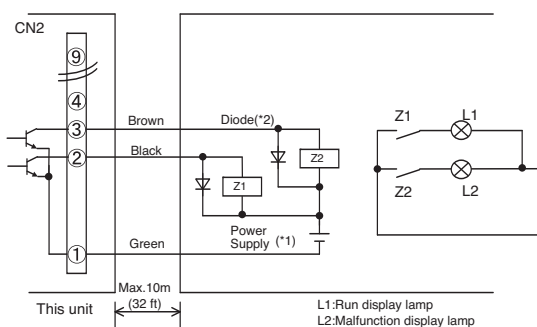 CN2
⑨
④
③
②
①
Brown
Black
Green
Diode(*2)
Z2
Z1
Power
Supply (*1)
Z1
L1
Z2
L2
This unit
Max.10m
(32 ft)
L1:Run display lamp
L2:Malfunction display lamp